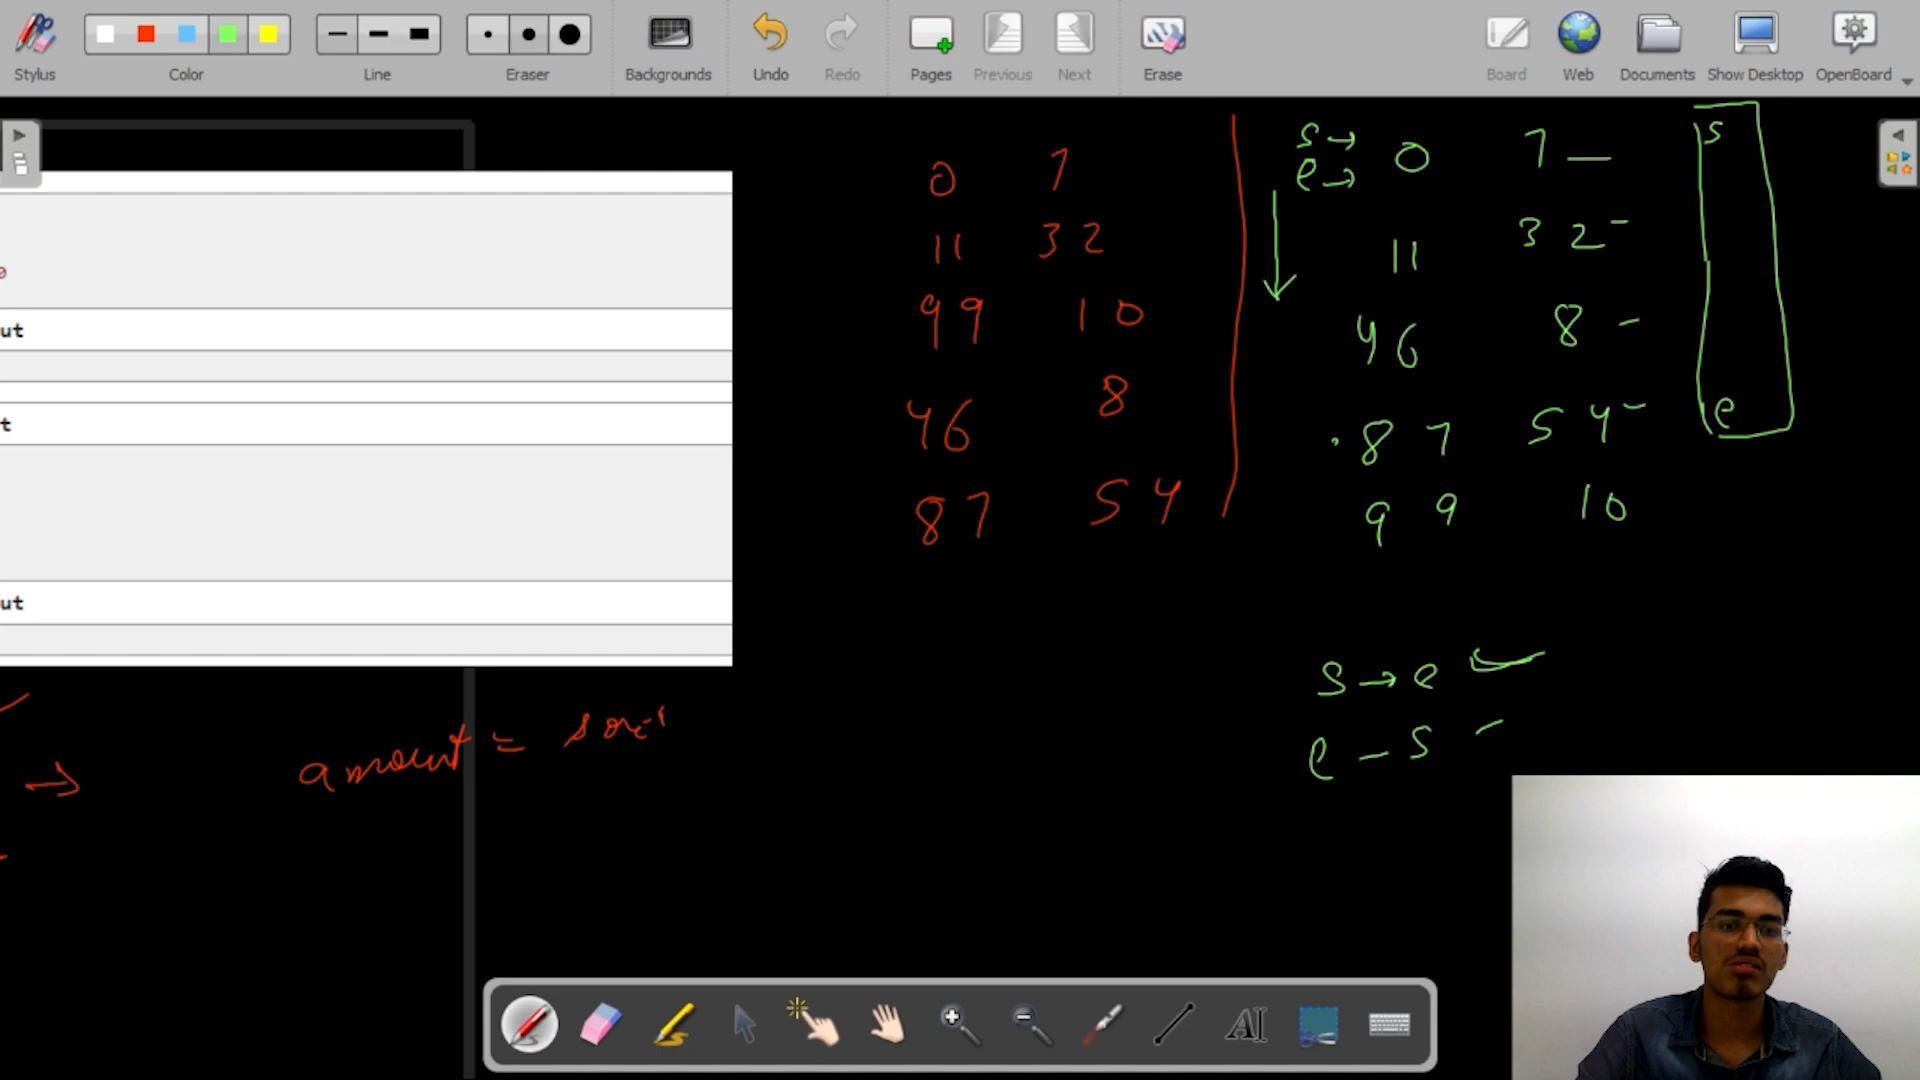 Stylus
Color
Line
Eraser
Backgrounds
Undo
Redo
Pages
Previous
Next
Erase
Board
Web
Documents
Show Desktop
OpenBoard
ut
t
ut
0 7
11 32
99 10
46 8
87 54
s→ 0 7 —
e→
11 32 -
46 8 -
87 54 -
99 10
s
e
s → e
e - s
→ amount =
AI